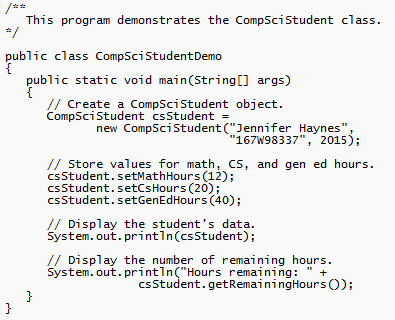 /**
   This program demonstrates the CompSciStudent class.
*/
public class CompSciStudentDemo
{
   public static void main(String[] args)
   {
      // Create a CompSciStudent object.
      CompSciStudent csStudent =
             new CompSciStudent("Jennifer Haynes",
                                "167W98337", 2015);
      // Store values for math, CS, and gen ed hours.
      csStudent.setMathHours(12);
      csStudent.setCsHours(20);
      csStudent.setGenEdHours(40);
      // Display the student's data.
      System.out.println(csStudent);
      // Display the number of remaining hours.
      System.out.println("Hours remaining: " +
                   csStudent.getRemainingHours());
   }
}